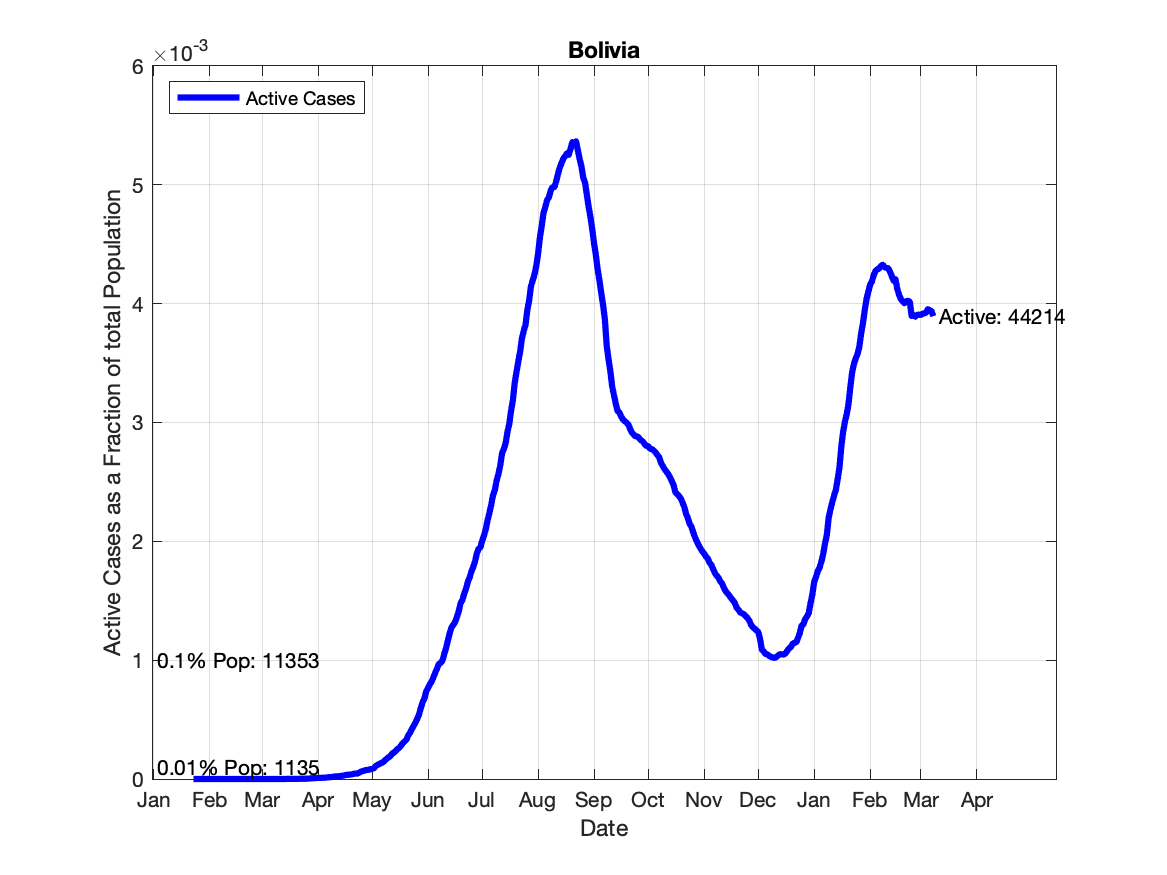 Bolivia
×10-3
Active Cases
6
5
4
3
2
1
0
Active Cases as a Fraction of total Population
Active: 44214
0.1% Pop: 11353
0.01% Pop: 1135
Jan Feb Mar Apr May Jun Jul Aug Sep Oct Nov Dec Jan Feb Mar Apr
Date